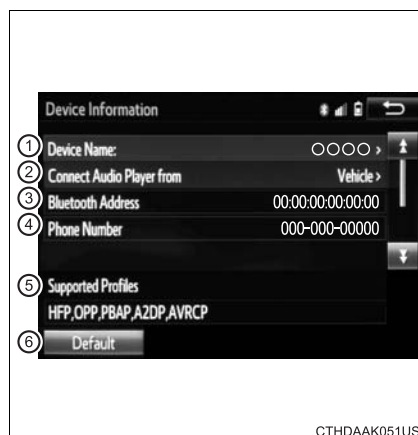 Device Information
① Device Name: ○○○○ ›
② Connect Audio Player from Vehicle ›
③ Bluetooth Address 00:00:00:00:00:00
④ Phone Number 000-000-00000
⑤ Supported Profiles
HFP,OPP,PBAP,A2DP,AVRCP
⑥ Default
CTHDAAK051US